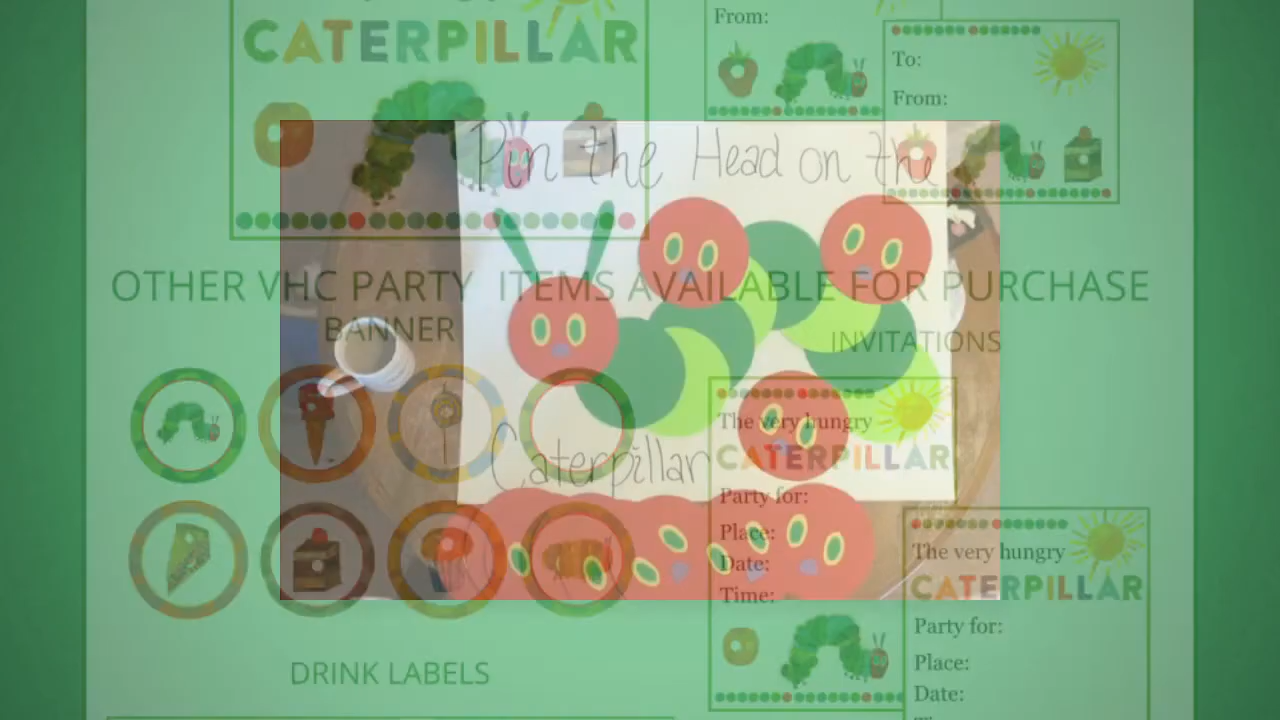 CATERPILLAR
From:
To:
From:
Pin the Head on the
OTHER VHC PARTY ITEMS AVAILABLE FOR PURCHASE
BANNER
INVITATIONS
The very hungry
CATERPILLAR
Caterpillar
Party for:
Place:
Date:
Time:
The very hungry
CATERPILLAR
Party for:
Place:
Date:
DRINK LABELS